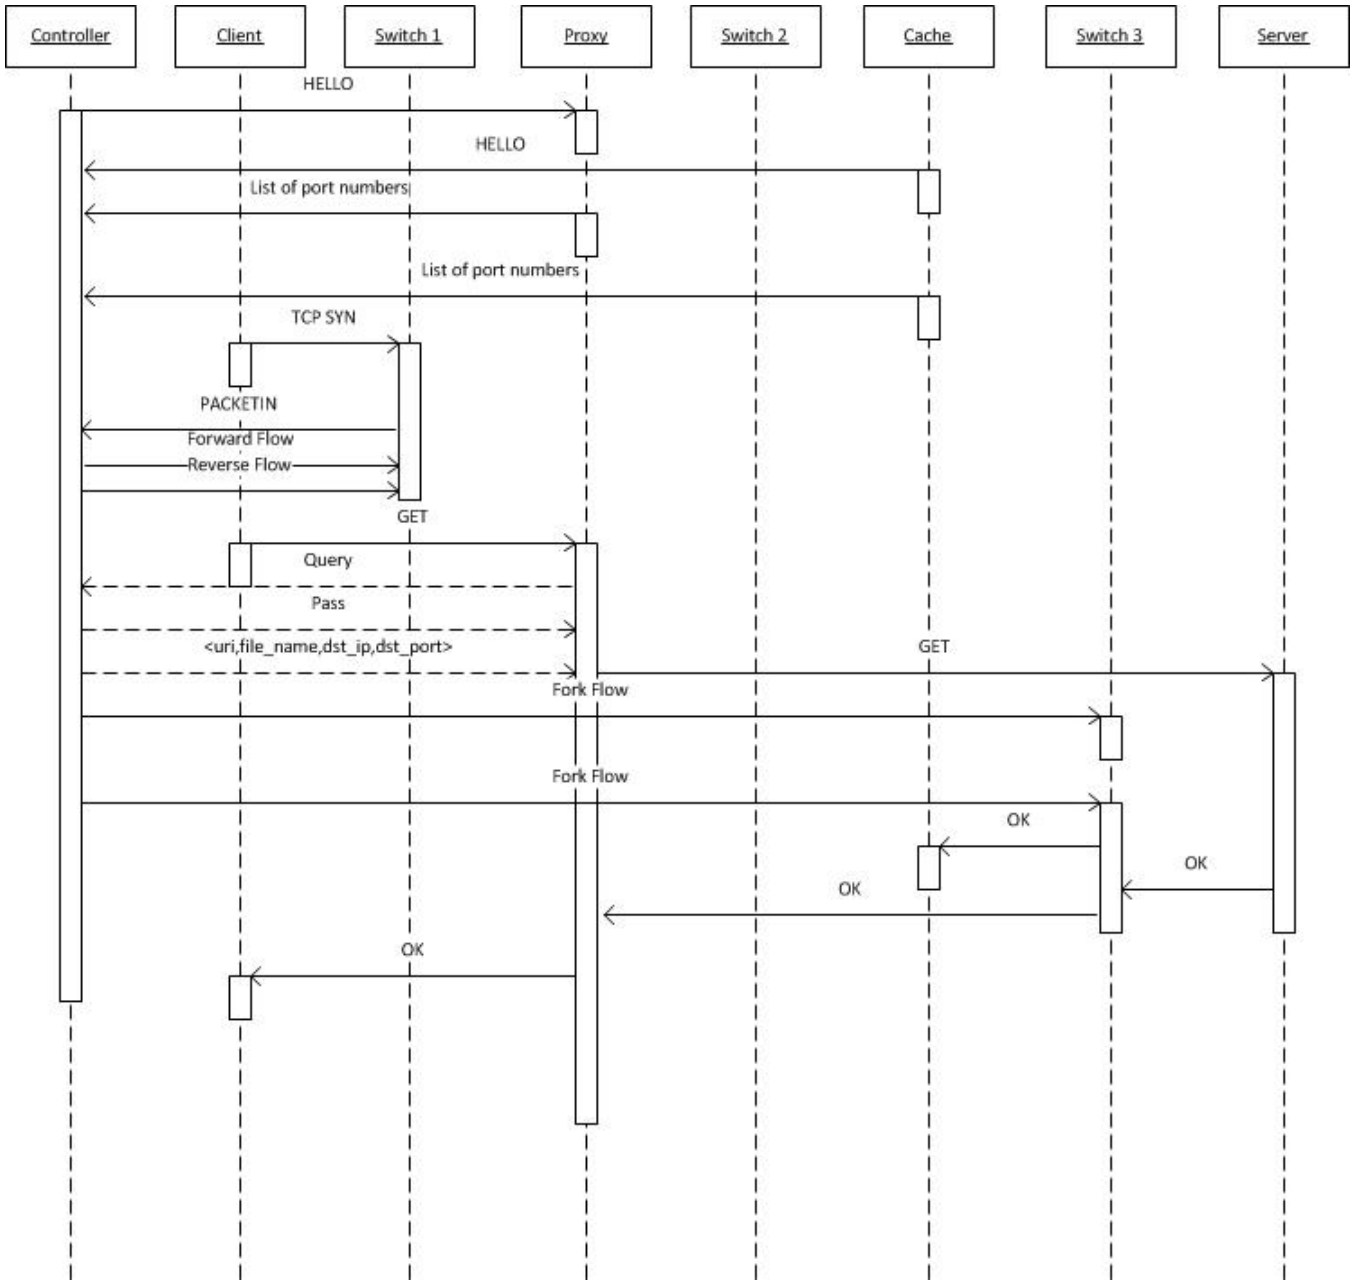 Controller
Client
Switch 1
Proxy
Switch 2
Cache
Switch 3
Server
HELLO
HELLO
List of port numbers
List of port numbers
TCP SYN
PACKETIN
Forward Flow
Reverse Flow
GET
Query
Pass
<uri,file_name,dst_ip,dst_port>
GET
Fork Flow
Fork Flow
OK
OK
OK
OK